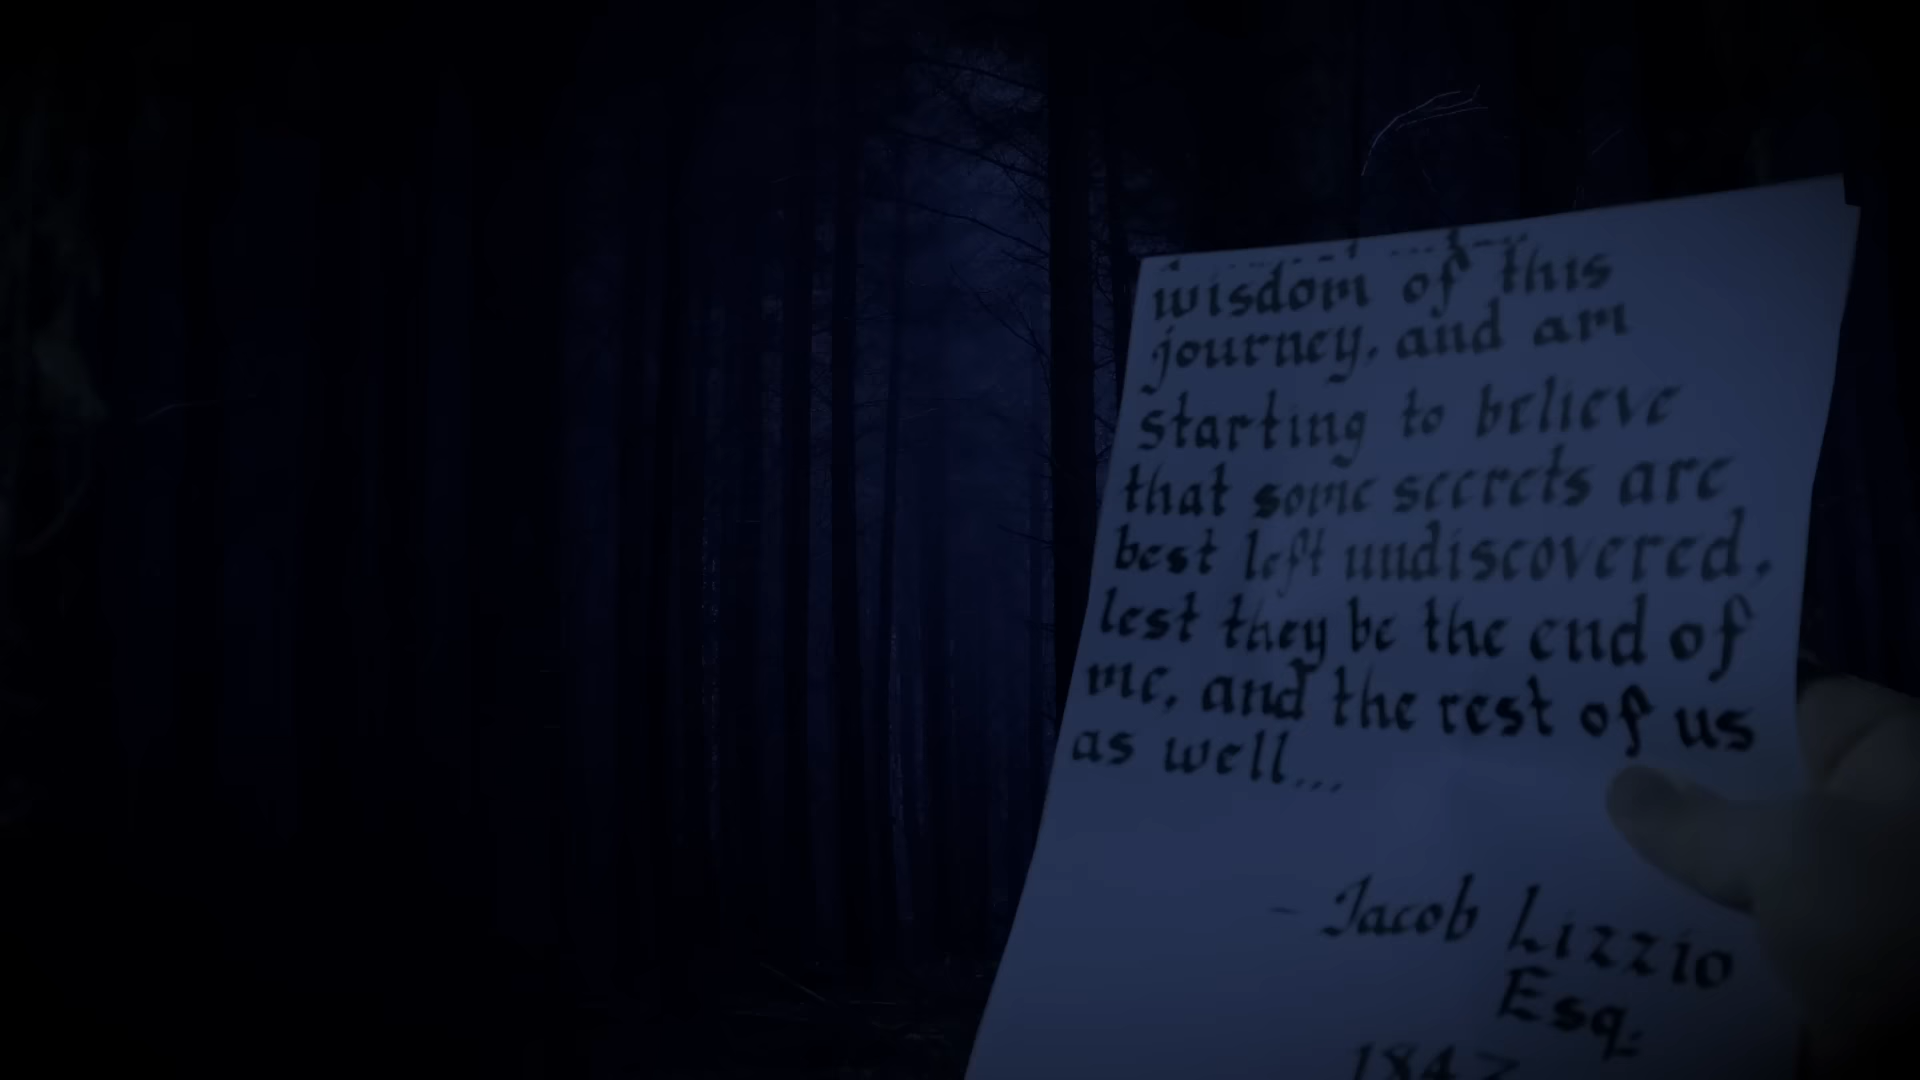 wisdom of this
journey, and am
starting to believe
that some secrets are
best left undiscovered,
lest they be the end of
me, and the rest of us
as well...
- Jacob Lizzio
Esq.
1847